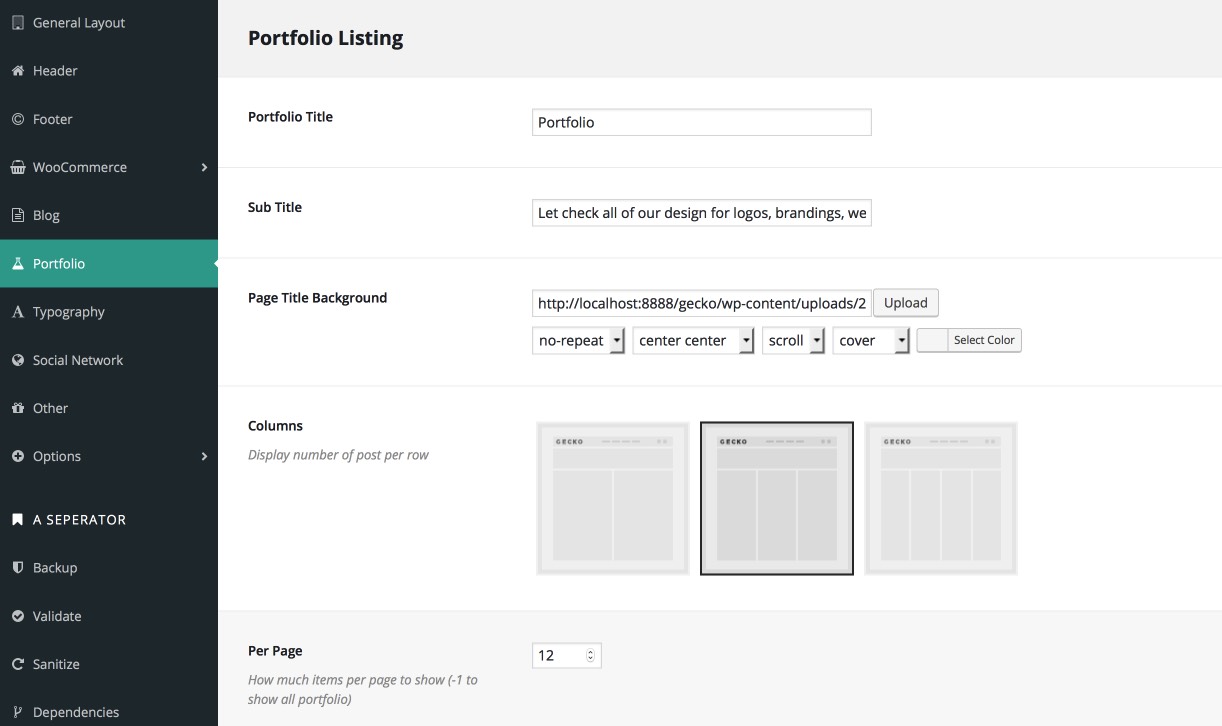 General Layout
Header
Footer
WooCommerce
Blog
Portfolio
Typography
Social Network
Other
Options
A SEPERATOR
Backup
Validate
Sanitize
Dependencies
Portfolio Listing
Portfolio Title
Portfolio
Sub Title
Let check all of our design for logos, brandings, we
Page Title Background
http://localhost:8888/gecko/wp-content/uploads/2 Upload
no-repeat center center scroll cover Select Color
Columns
Display number of post per row
GECKO GECKO GECKO
Per Page
12
How much items per page to show (-1 to
show all portfolio)